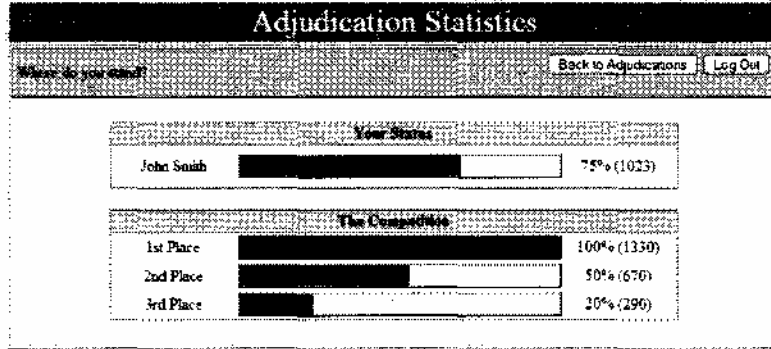 Adjudication Statistics
Where do you stand?
Back to Adjudications Log Out
Your Status
John Smith 75% (1023)
The Competition
1st Place 100% (1330)
2nd Place 50% (670)
3rd Place 20% (290)